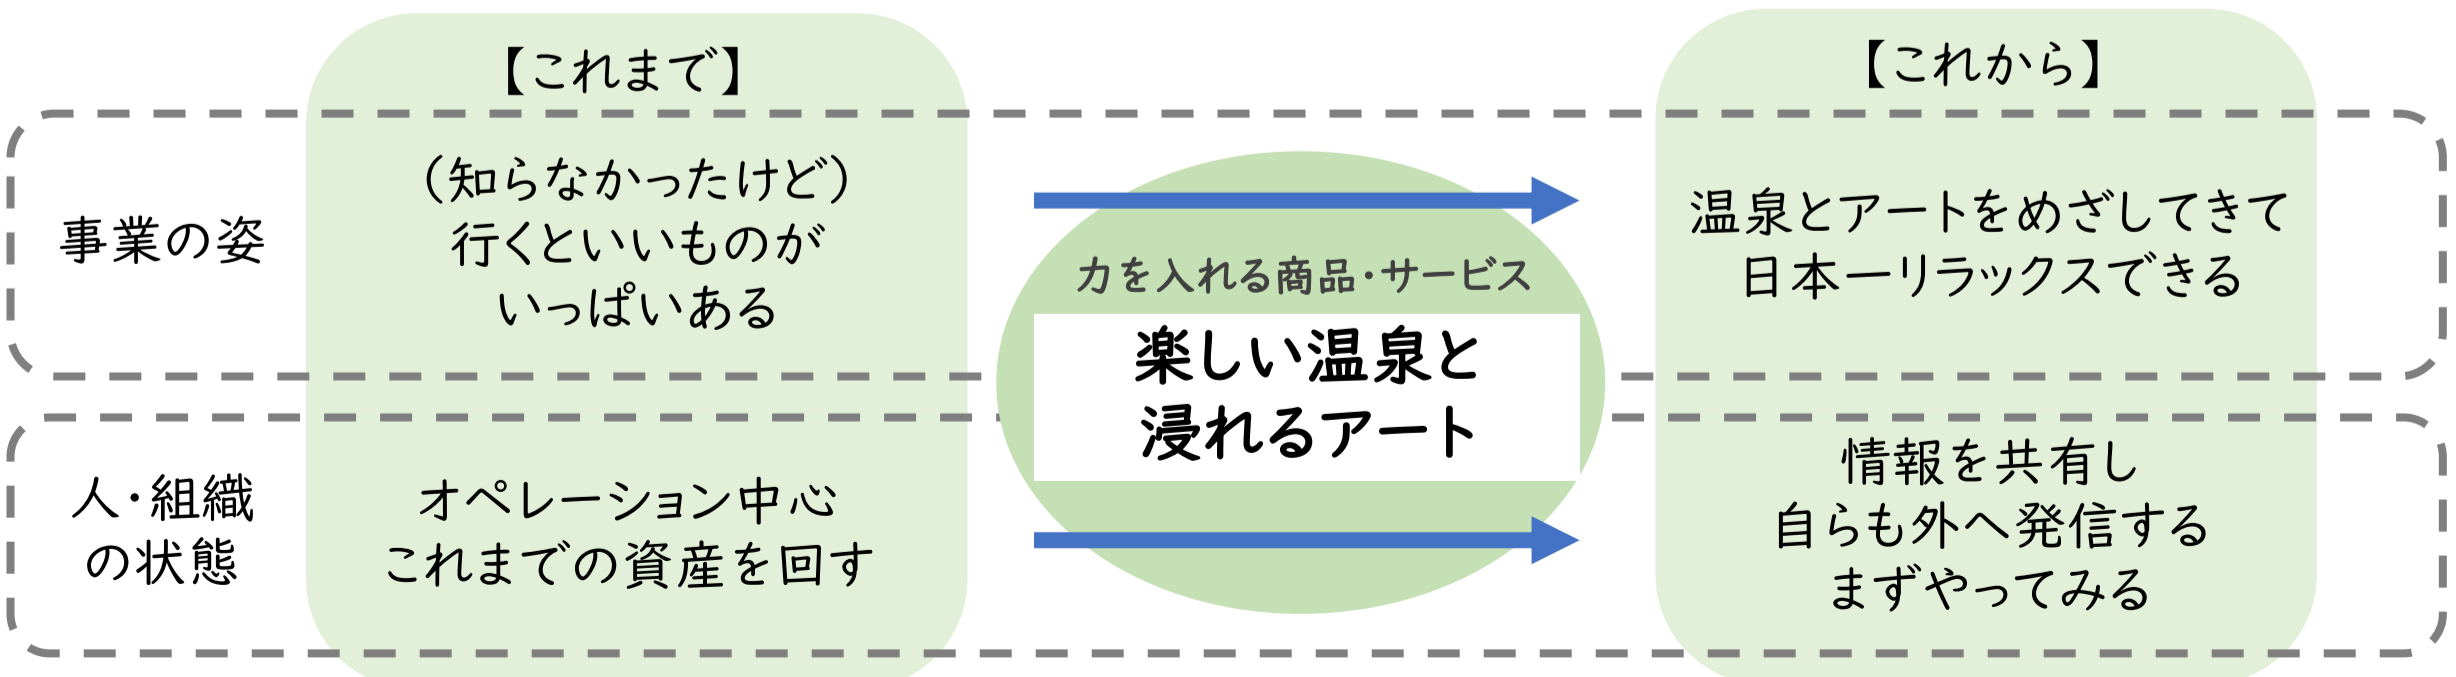 【これまで】
【これから】
事業の姿
（知らなかったけど）
行くといいものが
いっぱいある
力を入れる商品・サービス
楽しい温泉と
浸れるアート
温泉とアートをめざしてきて
日本一リラックスできる
人・組織
の状態
オペレーション中心
これまでの資産を回す
情報を共有し
自らも外へ発信する
まずやってみる